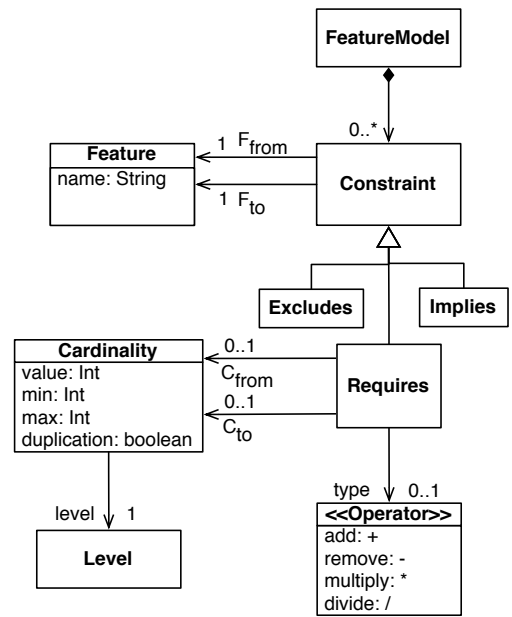 FeatureModel
0..*
Feature
name: String
1 Ffrom
1 Fto
Constraint
Excludes
Implies
Cardinality
value: Int
min: Int
max: Int
duplication: boolean
0..1
Cfrom
0..1
Cto
Requires
level 1
type 0..1
Level
<<Operator>>
add: +
remove: -
multiply: *
divide: /